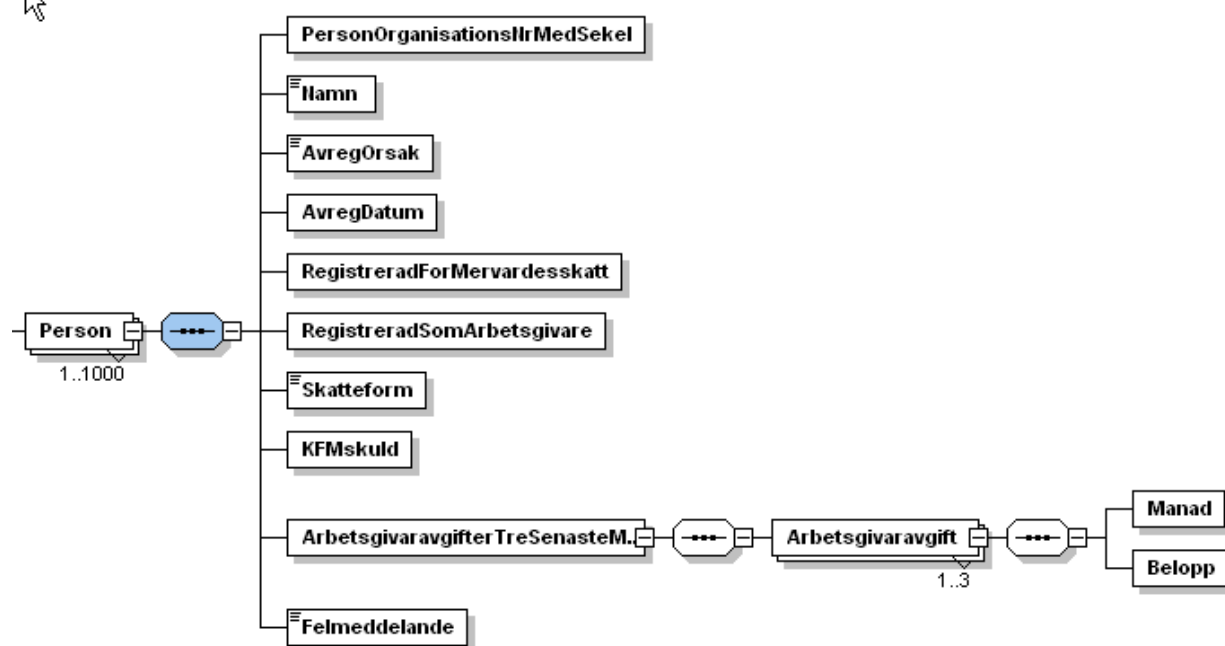 PersonOrganisationsNrMedSekel
Namn
AvregOrsak
AvregDatum
RegistreradForMervardesskatt
Person
RegistreradSomArbetsgivare
1..1000
Skatteform
KFMskuld
Manad
ArbetsgivaravgifterTreSenasteM..
Arbetsgivaravgift
1..3
Belopp
Felmeddelande